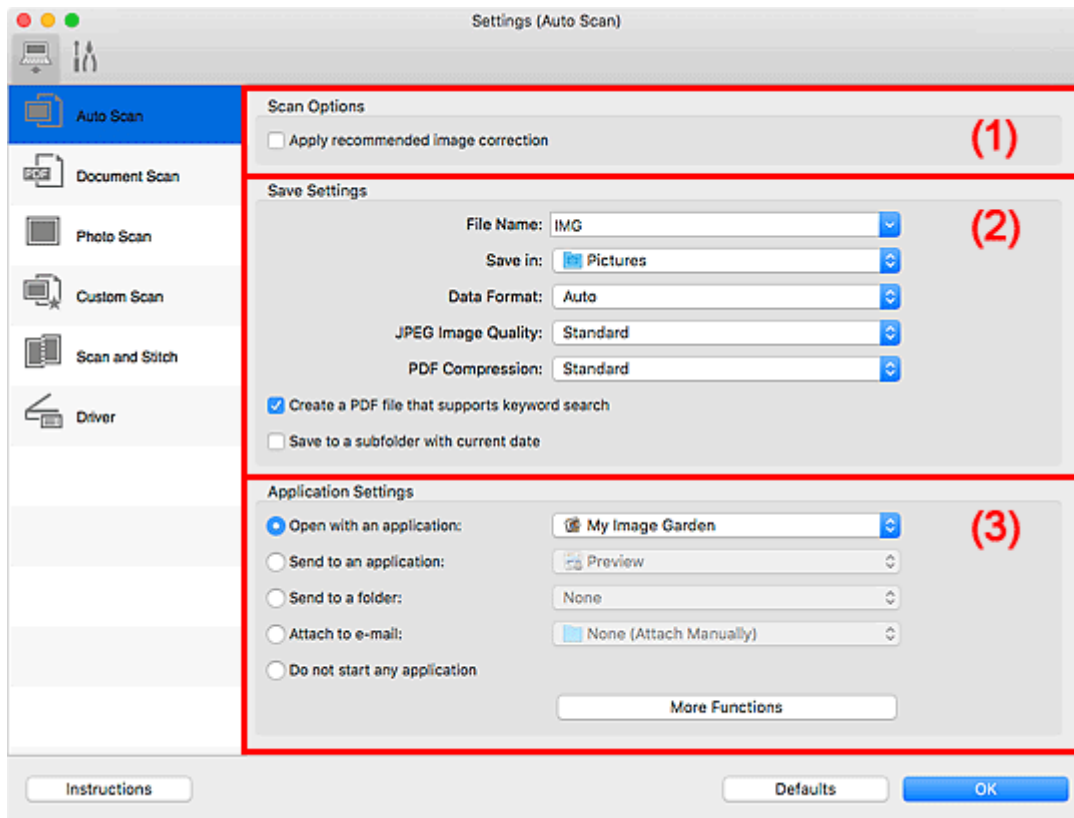 Settings (Auto Scan)
Auto Scan
PDF
Document Scan
Photo Scan
Custom Scan
Scan and Stitch
Driver
Scan Options
Apply recommended image correction
(1)
Save Settings
(2)
File Name: IMG
Save in: Pictures
Data Format: Auto
JPEG Image Quality: Standard
PDF Compression: Standard
Create a PDF file that supports keyword search
Save to a subfolder with current date
Application Settings
(3)
Open with an application: My Image Garden
Send to an application: Preview
Send to a folder: None
Attach to e-mail: None (Attach Manually)
Do not start any application
More Functions
Instructions
Defaults
OK